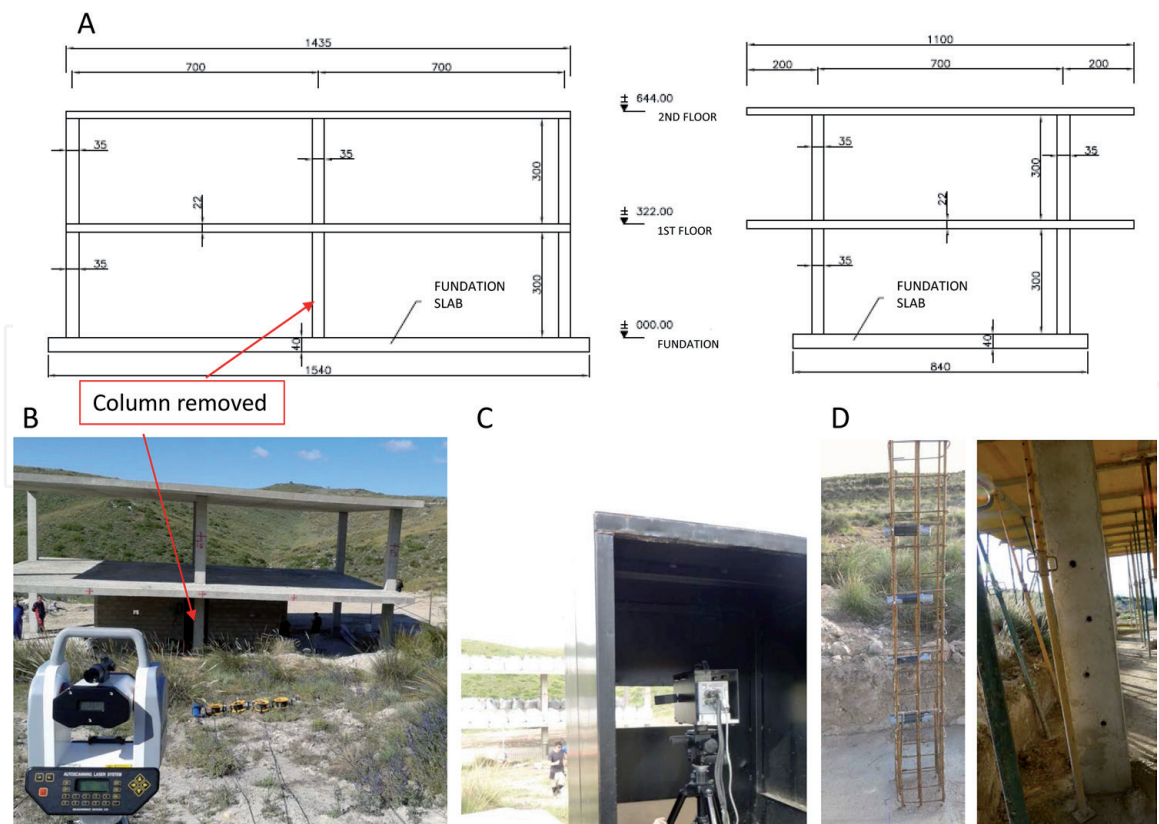 A
1435
700 700
35
35
300
22
35
300
FUNDATION
SLAB
40
1540
± 644.00
2ND FLOOR
± 322.00
1ST FLOOR
± 000.00
FUNDATION
1100
200 700 200
35
35
300
22
35
300
FUNDATION
SLAB
40
840
Column removed
B
C
D
AUTOSCANNING LASER SYSTEM